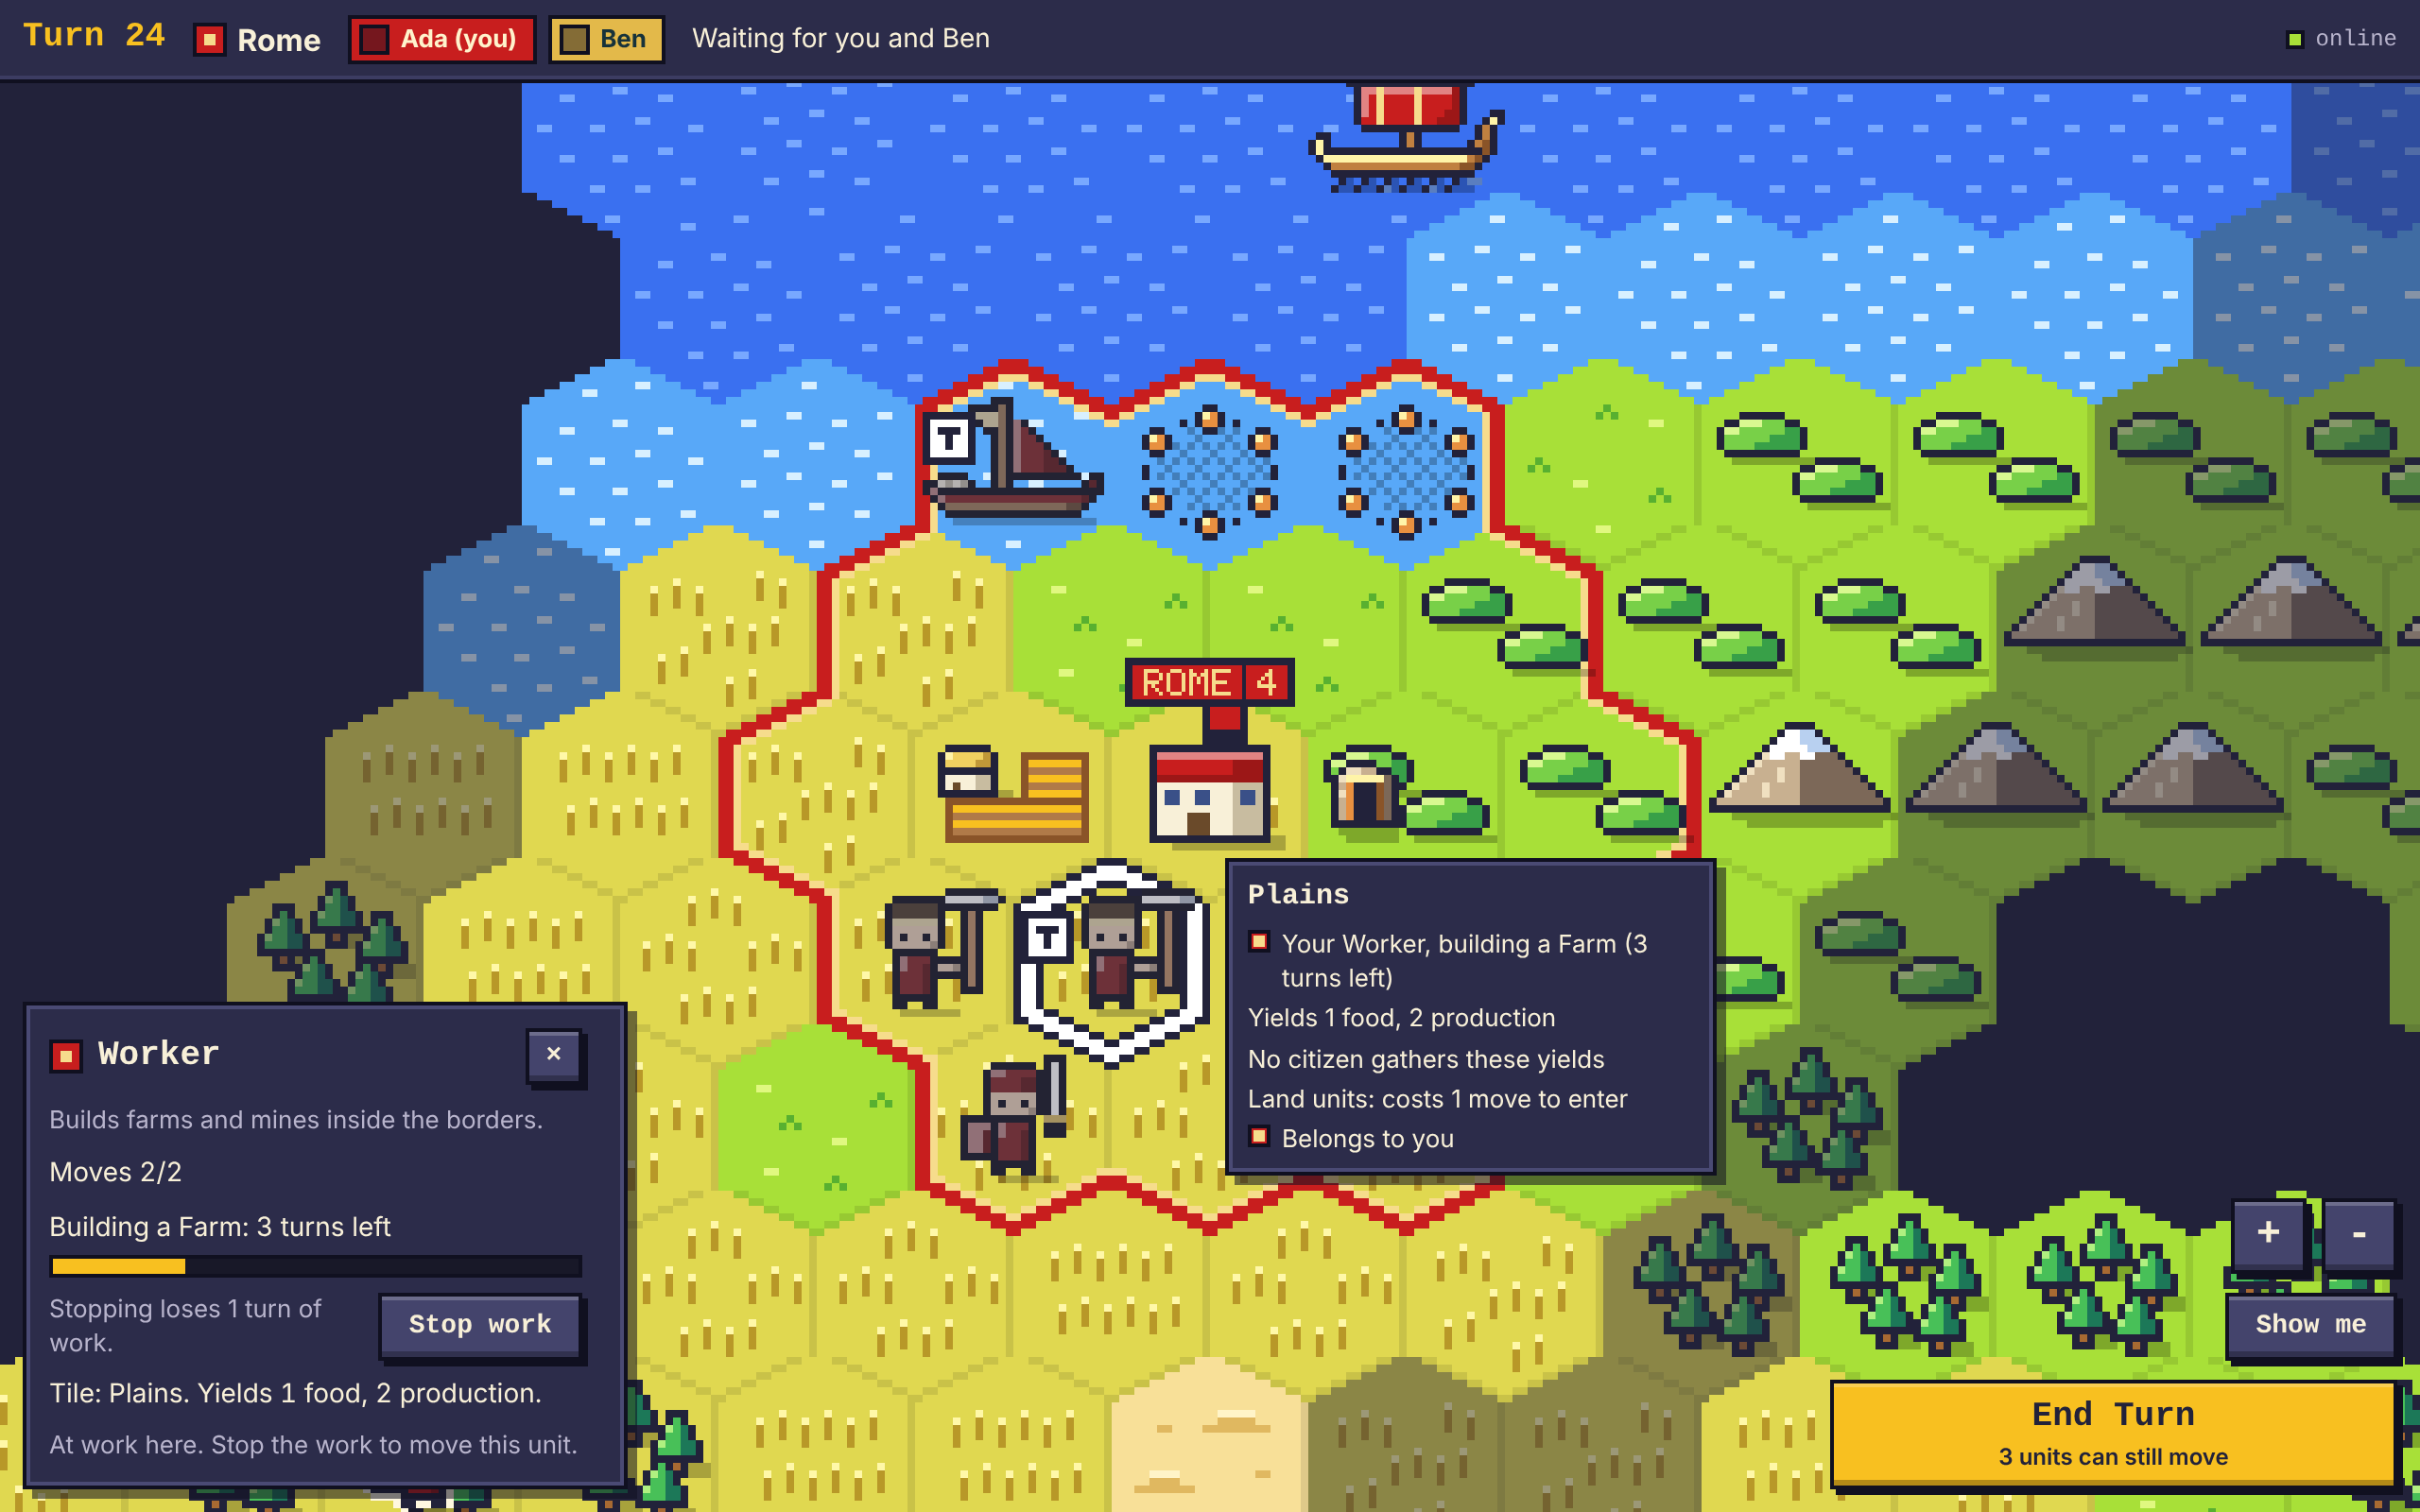 Turn 24
Rome
Ada (you)
Ben
Waiting for you and Ben
online
T
ROME 4
T
Plains
Your Worker, building a Farm (3
turns left)
Yields 1 food, 2 production
No citizen gathers these yields
Land units: costs 1 move to enter
Belongs to you
Worker
×
Builds farms and mines inside the borders.
Moves 2/2
Building a Farm: 3 turns left
Stopping loses 1 turn of
work.
Stop work
Tile: Plains. Yields 1 food, 2 production.
At work here. Stop the work to move this unit.
+
-
Show me
End Turn
3 units can still move